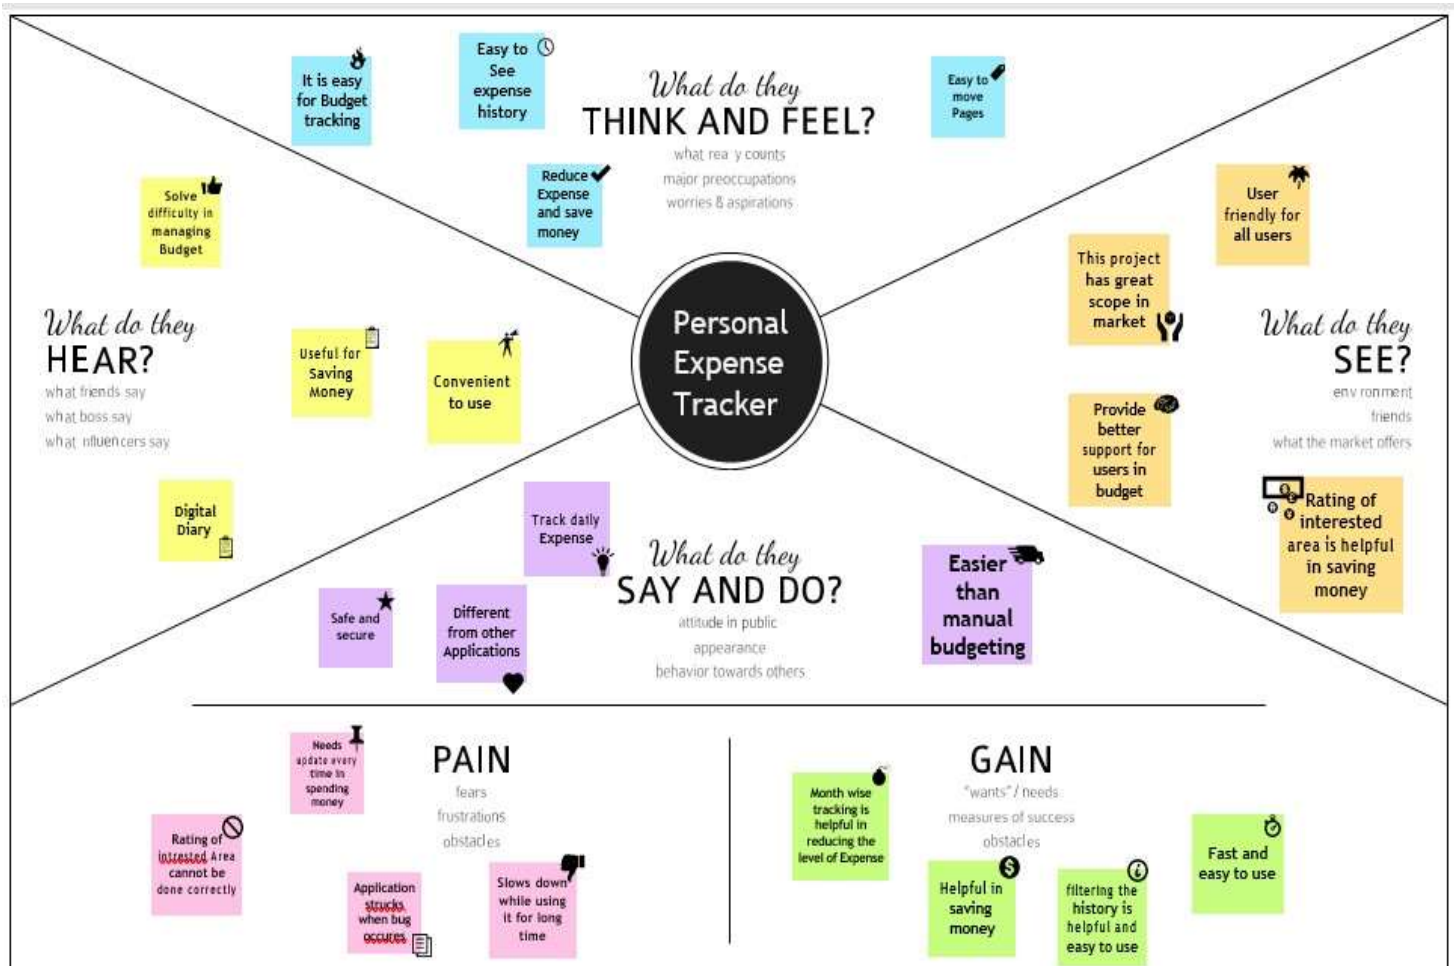 It is easy
for Budget
tracking
Easy to
See
expense
history
Reduce
Expense
and save
money
What do they
THINK AND FEEL?
what rea y counts
major preoccupations
worries & aspirations
Easy to
move
Pages
Solve
difficulty in
managing
Budget
What do they
HEAR?
what friends say
what boss say
what nfluencers say
Useful for
Saving
Money
Convenient
to use
Digital
Diary
Personal
Expense
Tracker
User
friendly for
all users
This project
has great
scope in
market
What do they
SEE?
env ronment
friends
what the market offers
Provide
better
support for
users in
budget
Rating of
interested
area is helpful
in saving
money
Track daily
Expense
Safe and
secure
Different
from other
Applications
What do they
SAY AND DO?
attitude in public
appearance
behavior towards others
Easier
than
manual
budgeting
PAIN
fears
frustrations
obstacles
Needs
update every
time in
spending
money
Rating of
intrested Area
cannot be
done correctly
Application
strucks
when bug
occures
Slows down
while using
it for long
time
GAIN
"wants" / needs
measures of success
obstacles
Month wise
tracking is
helpful in
reducing the
level of Expense
Helpful in
saving
money
filtering the
history is
helpful and
easy to use
Fast and
easy to use